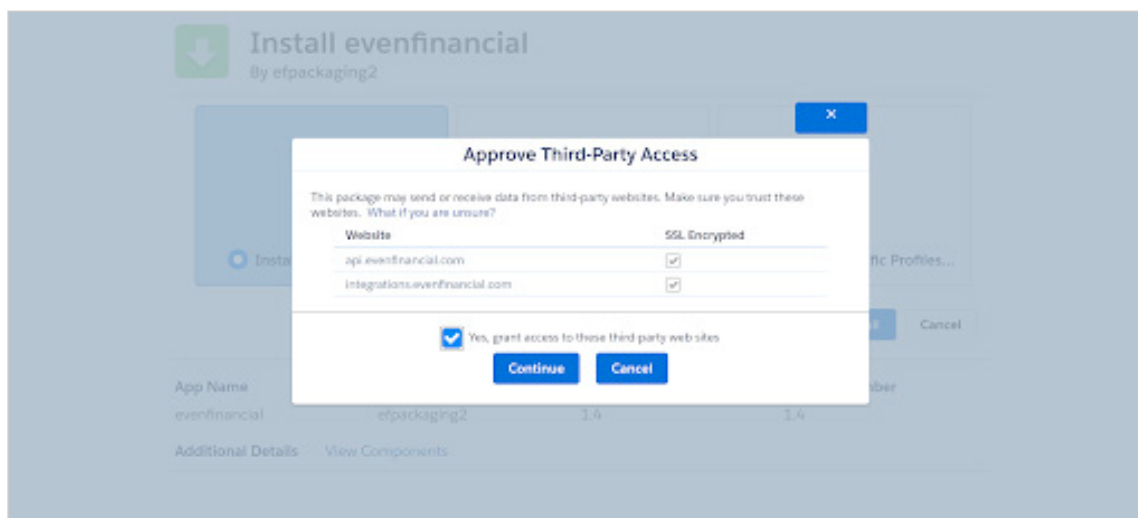 Install evenfinancial
By efpackaging2
×
Approve Third-Party Access
This package may send or receive data from third-party websites. Make sure you trust these
websites. What if you are unsure?
Website SSL Encrypted
api.evenfinancial.com
integrations.evenfinancial.com
Insta
fic Profiles...
Yes, grant access to these third party web sites
Continue Cancel
Cancel
App Name
evenfinancial efpackaging2 1.4 1.4
Additional Details View Components